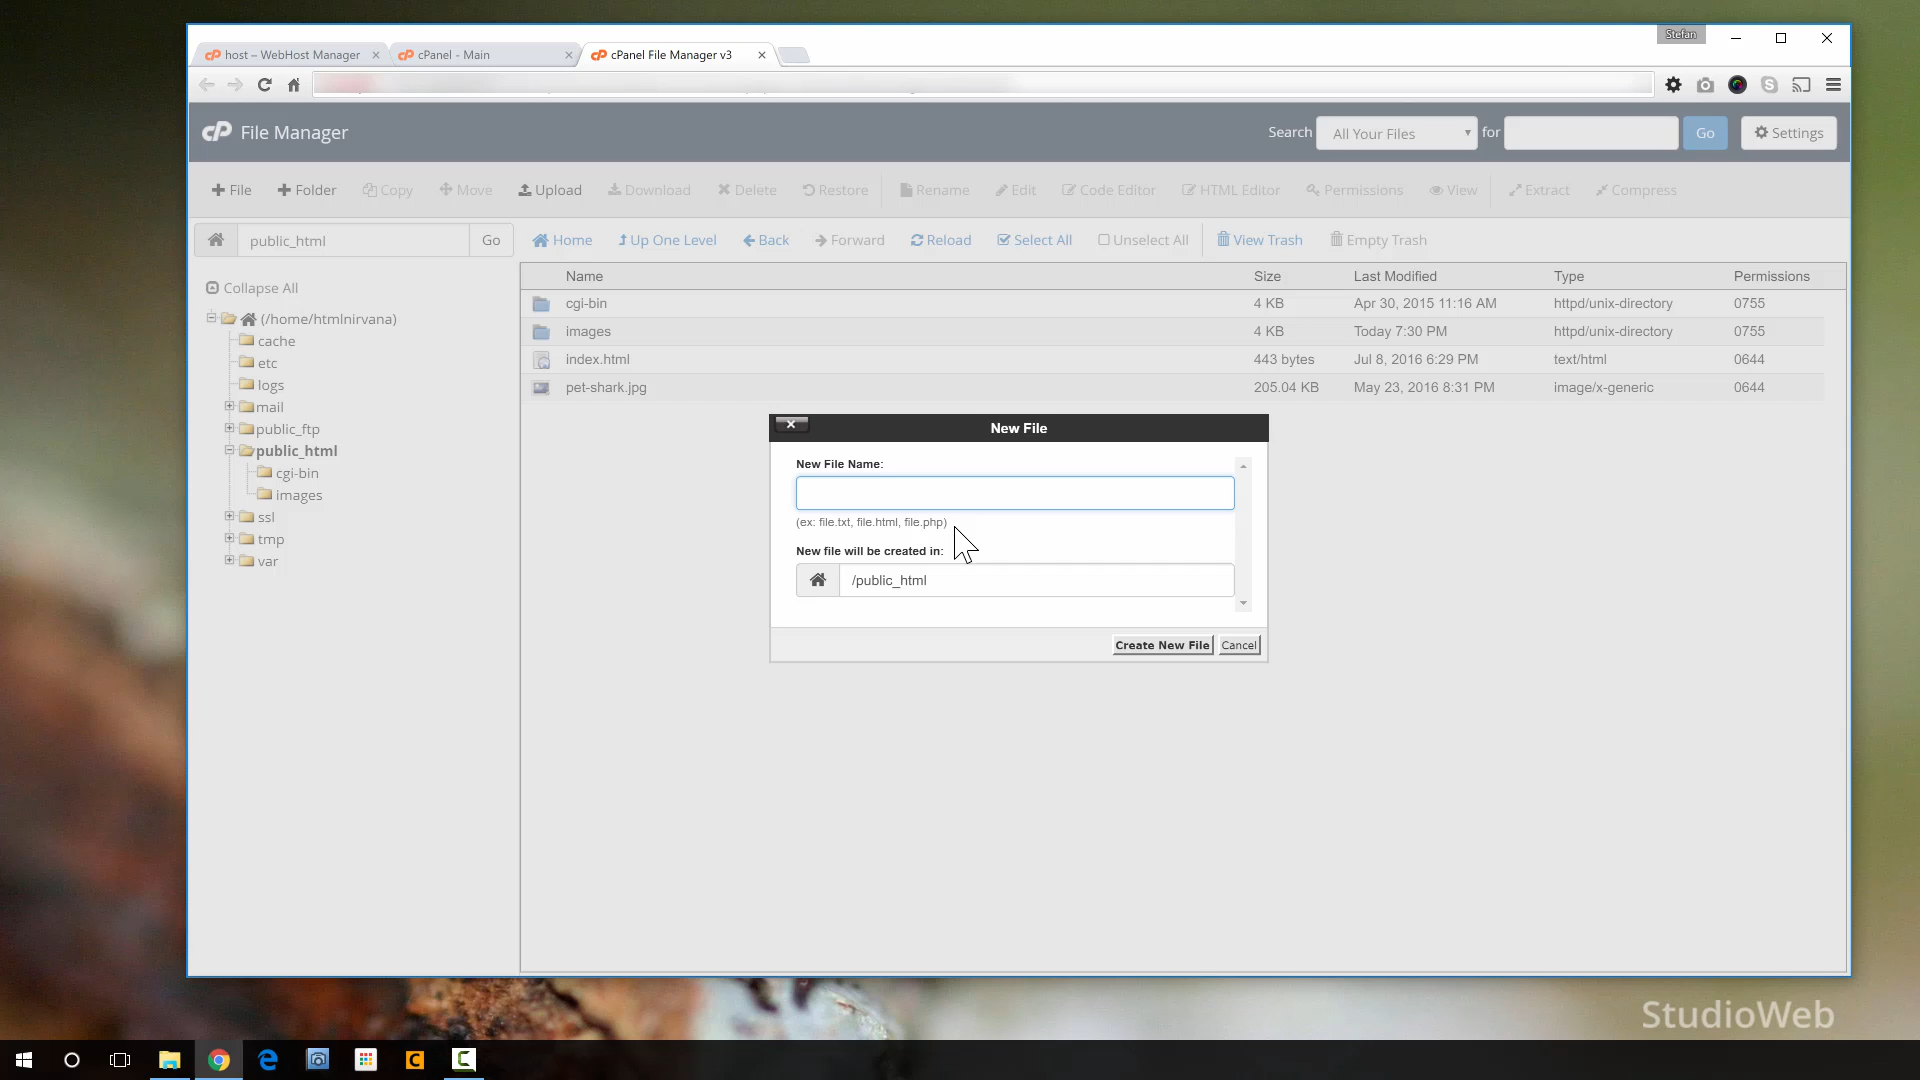 Stefan
host – WebHost Manager
cPanel - Main
cPanel File Manager v3
cP File Manager
Search All Your Files for Go Settings
File Folder Copy Move Upload Download Delete Restore Rename Edit Code Editor HTML Editor Permissions View Extract Compress
public_html Go Home Up One Level Back Forward Reload Select All Unselect All View Trash Empty Trash
Collapse All
(/home/htmlnirvana)
cache
etc
logs
mail
public_ftp
public_html
cgi-bin
images
ssl
tmp
var
Name Size Last Modified Type Permissions
cgi-bin 4 KB Apr 30, 2015 11:16 AM httpd/unix-directory 0755
images 4 KB Today 7:30 PM httpd/unix-directory 0755
index.html 443 bytes Jul 8, 2016 6:29 PM text/html 0644
pet-shark.jpg 205.04 KB May 23, 2016 8:31 PM image/x-generic 0644
New File
New File Name:
(ex: file.txt, file.html, file.php)
New file will be created in:
/public_html
Create New File Cancel
StudioWeb